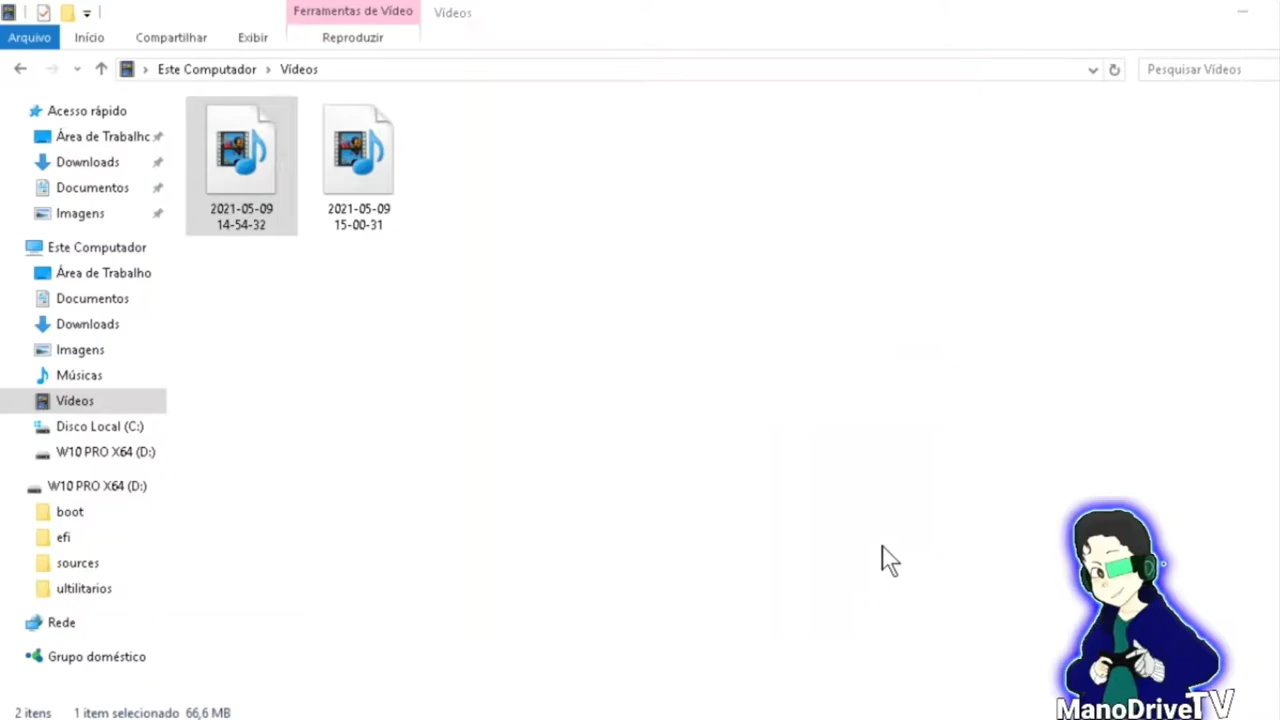 Ferramentas de Vídeo
Vídeos
Arquivo
Início
Compartilhar
Exibir
Reproduzir
Este Computador
Vídeos
Pesquisar Vídeos
Acesso rápido
Área de Trabalhc
Downloads
Documentos
Imagens
Este Computador
Área de Trabalho
Documentos
Downloads
Imagens
Músicas
Vídeos
Disco Local (C:)
W10 PRO X64 (D:)
W10 PRO X64 (D:)
boot
efi
sources
ultilitarios
Rede
Grupo doméstico
2021-05-09
14-54-32
2021-05-09
15-00-31
2 itens
1 item selecionado 66,6 MB
ManoDriveTV